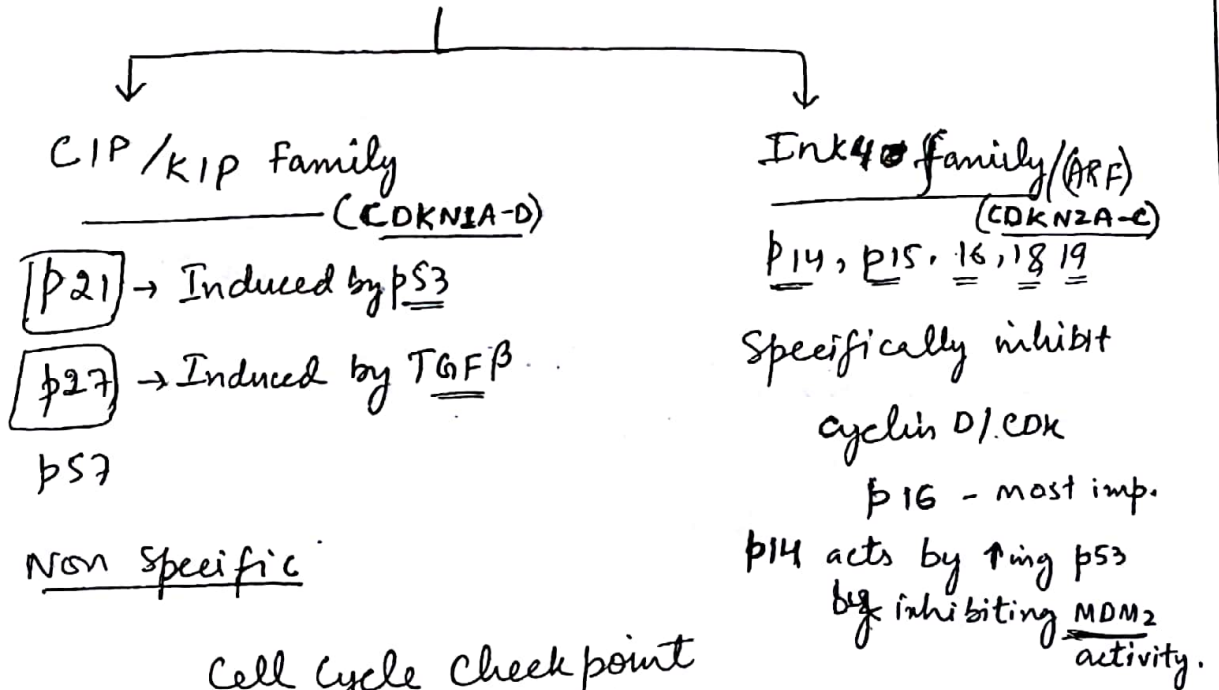 CIP/KIP Family
(CDKN1A-D)
p21 → Induced by p53
p27 → Induced by TGFβ
p57
Non Specific
Ink4 family/(ARF)
(CDKN2A-C)
p14, p15, 16, 18, 19
Specifically inhibit
cyclin D/CDK
p16 - most imp.
p14 acts by ↑ing p53
by inhibiting MDM2
activity.
Cell Cycle Checkpoint